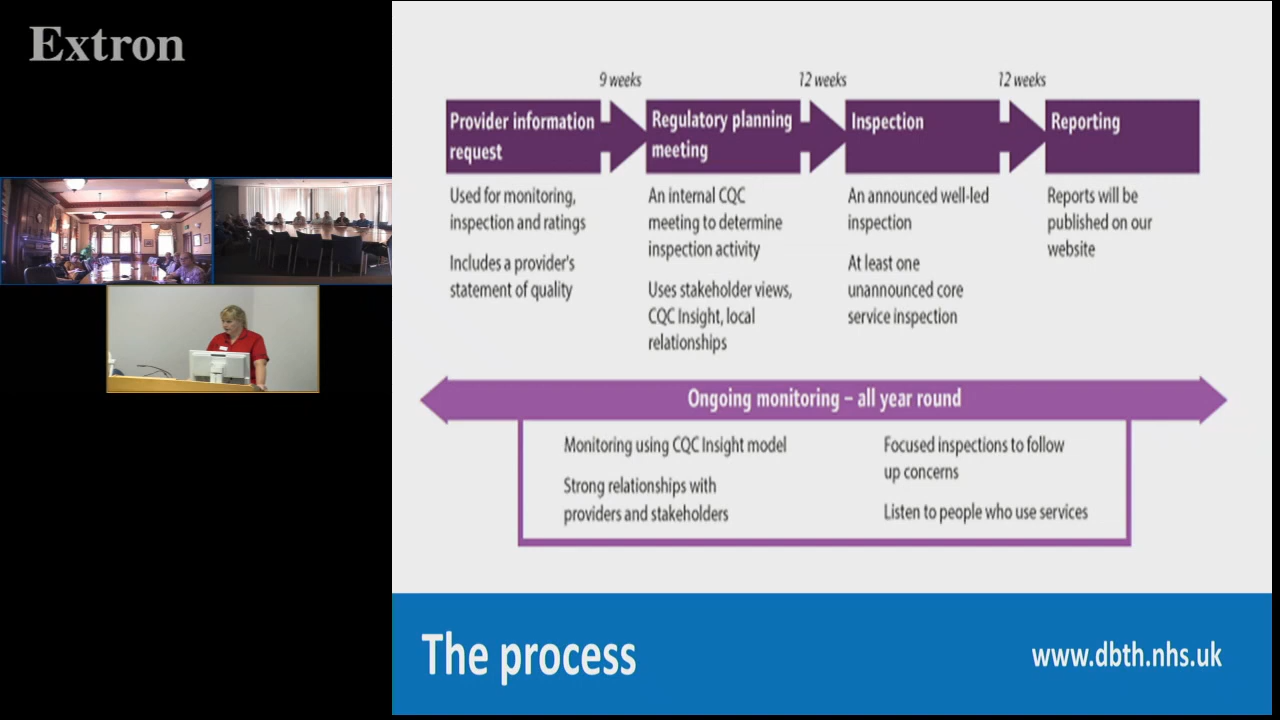 Extron
9 weeks
12 weeks
12 weeks
Provider information
request
Regulatory planning
meeting
Inspection
Reporting
Used for monitoring,
inspection and ratings
Includes a provider's
statement of quality
An internal CQC
meeting to determine
inspection activity
Uses stakeholder views,
CQC Insight, local
relationships
An announced well-led
inspection
At least one
unannounced core
service inspection
Reports will be
published on our
website
Ongoing monitoring – all year round
Monitoring using CQC Insight model
Strong relationships with
providers and stakeholders
Focused inspections to follow
up concerns
Listen to people who use services
The process
www.dbth.nhs.uk